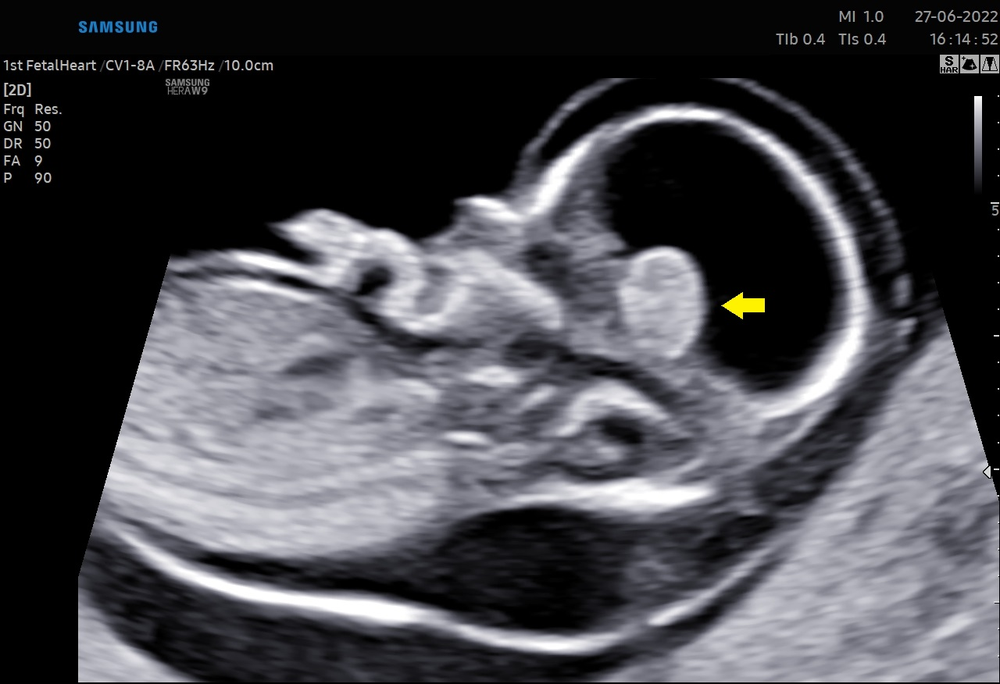 SAMSUNG
MI 1.0 27-06-2022
TIb 0.4 TIs 0.4 16:14:52
1st FetalHeart /CV1-8A /FR63Hz /10.0cm
S
HAR
SAMSUNG
HERA W9
[2D]
Frq Res.
GN 50
DR 50
FA 9
P 90
5